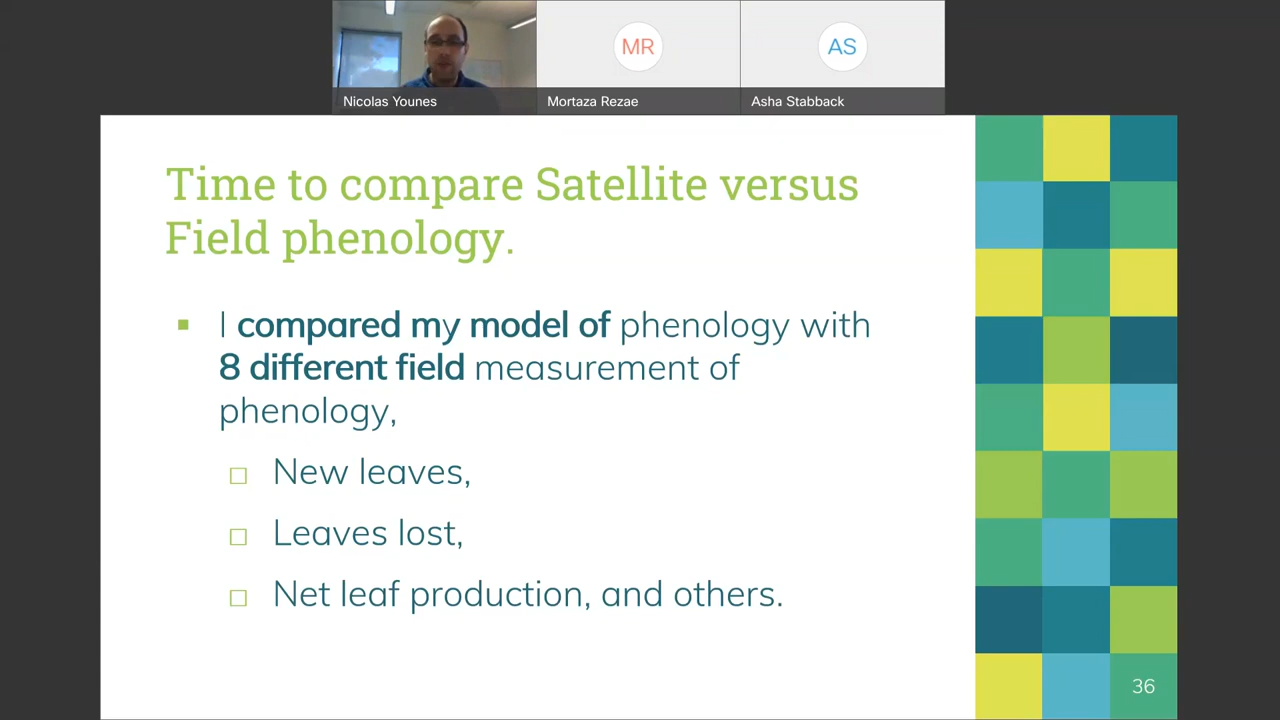 MR
AS
Nicolas Younes
Mortaza Rezae
Asha Stabback
Time to compare Satellite versus
Field phenology.
I compared my model of phenology with
8 different field measurement of
phenology,
New leaves,
Leaves lost,
Net leaf production, and others.
36